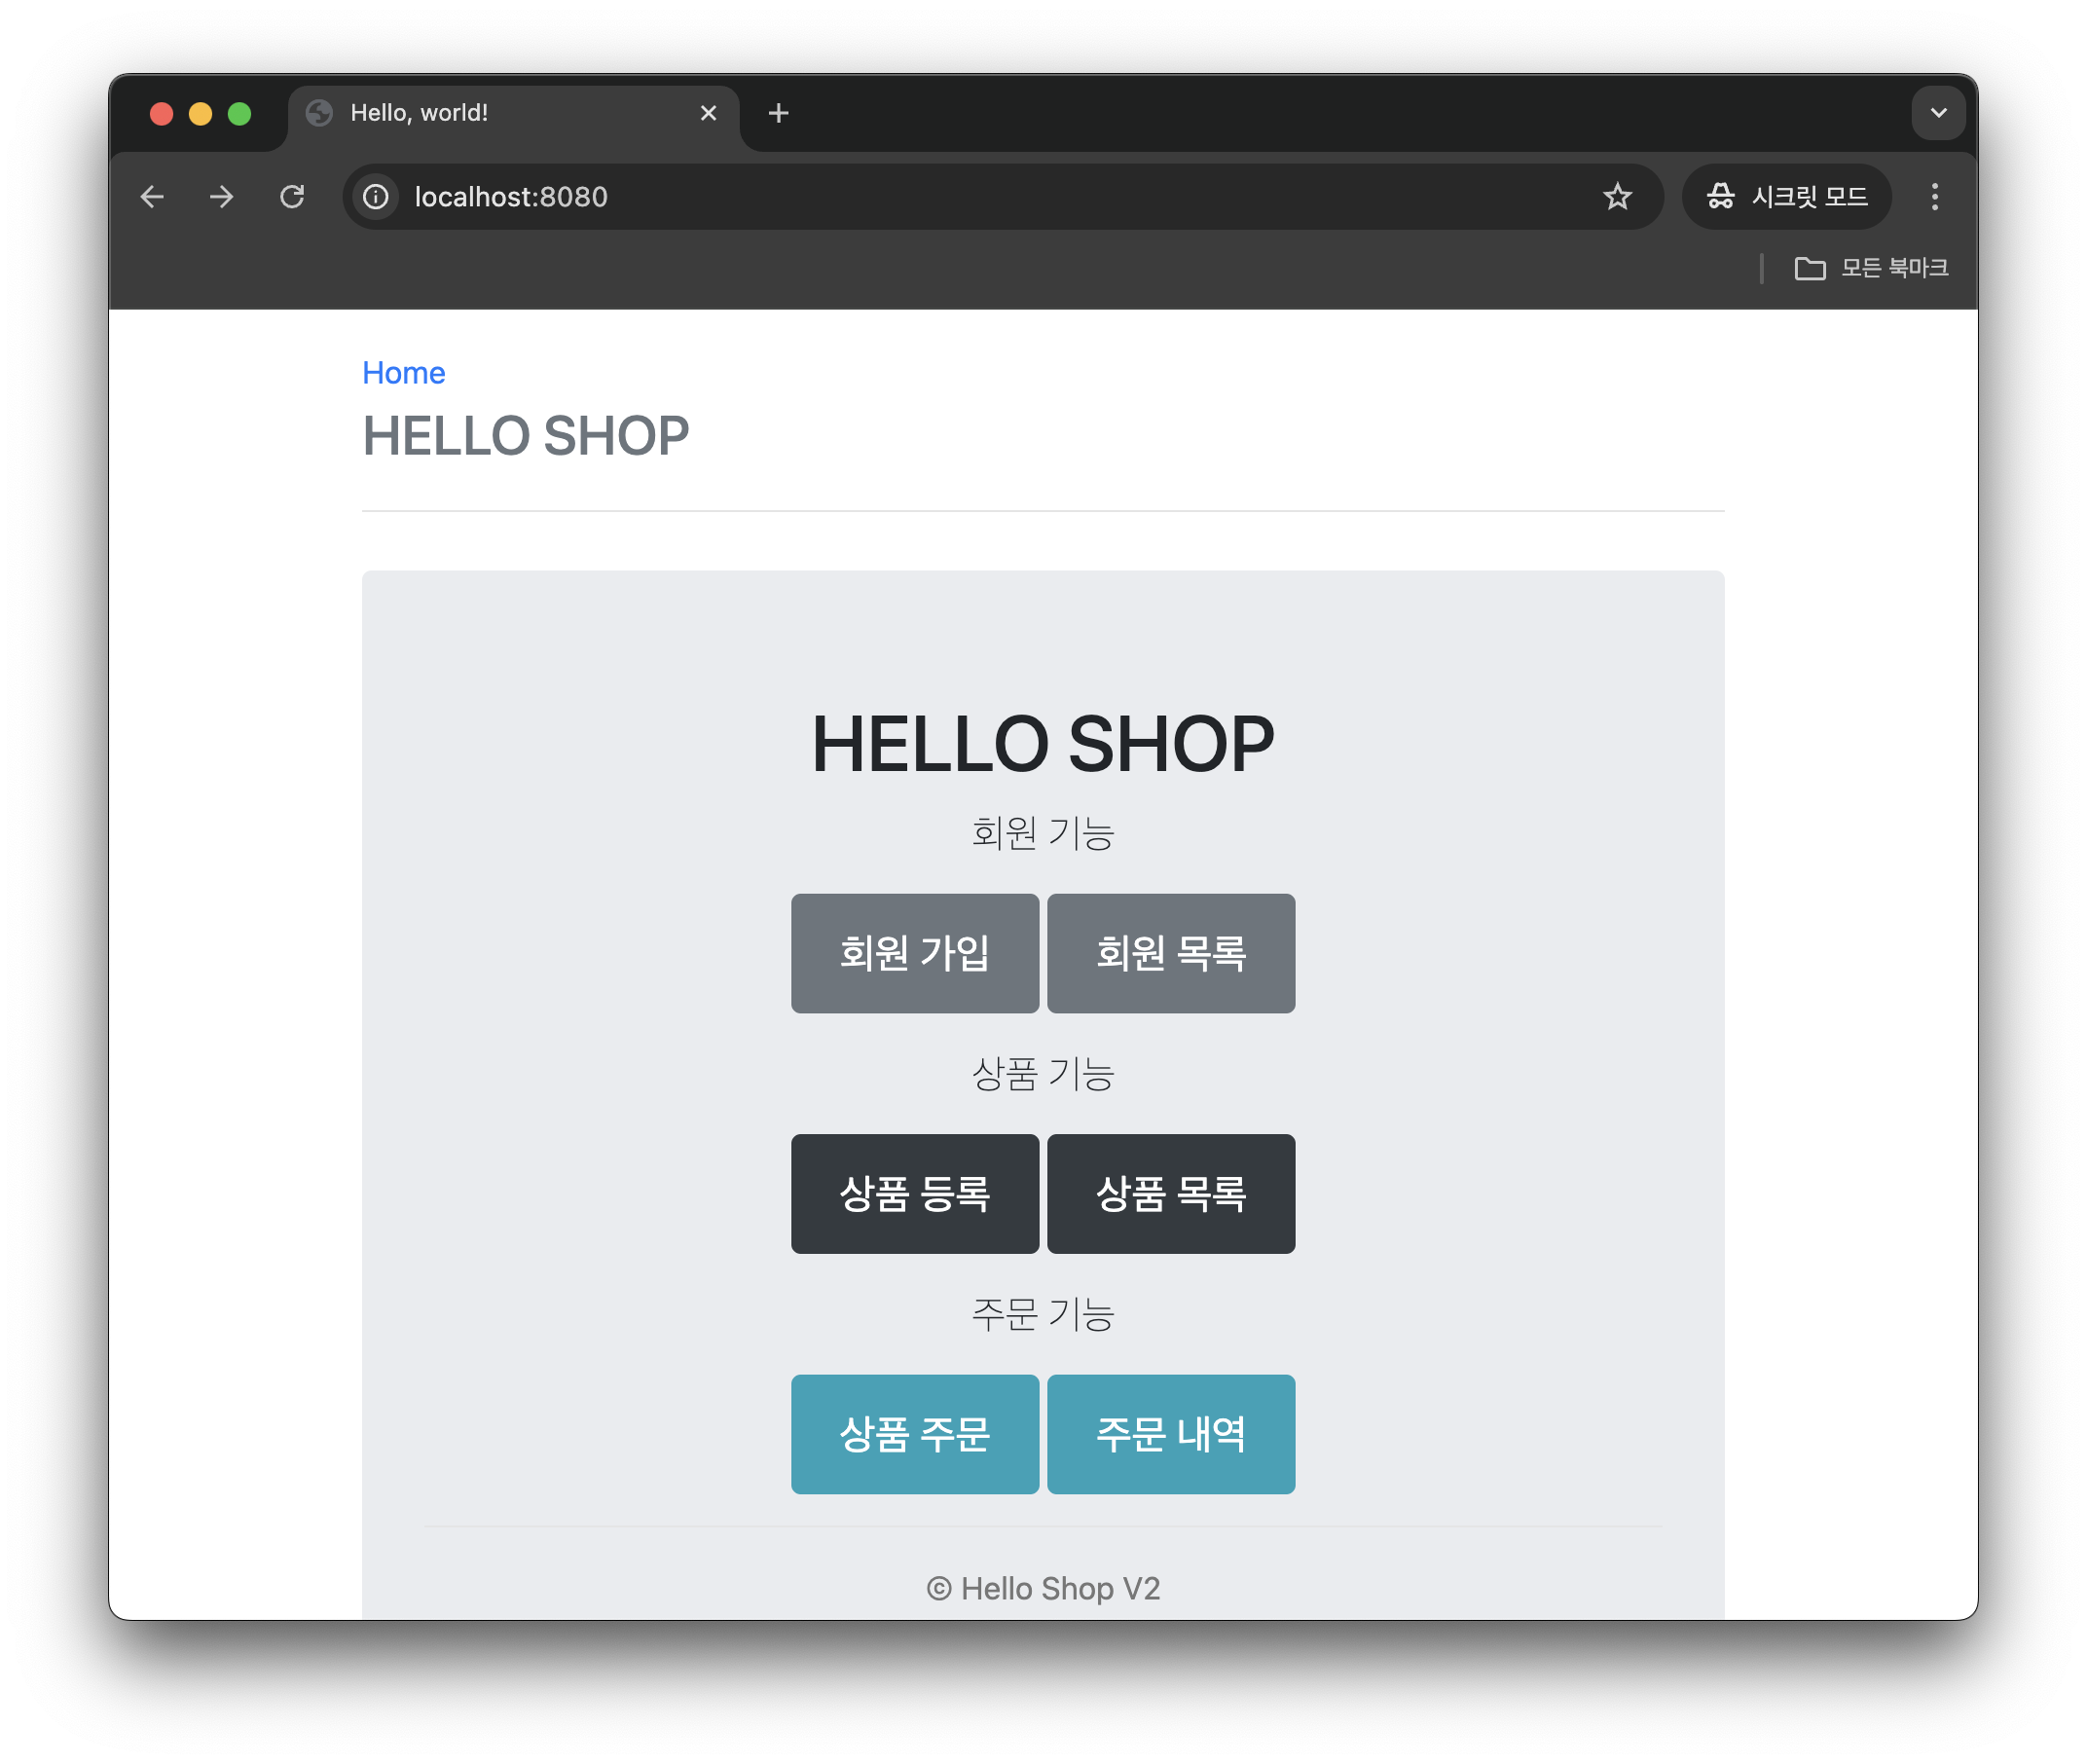 Hello, world!
localhost:8080
시크릿 모드
모든 북마크
Home
HELLO SHOP
HELLO SHOP
회원 기능
회원 가입 회원 목록
상품 기능
상품 등록 상품 목록
주문 기능
상품 주문 주문 내역
© Hello Shop V2